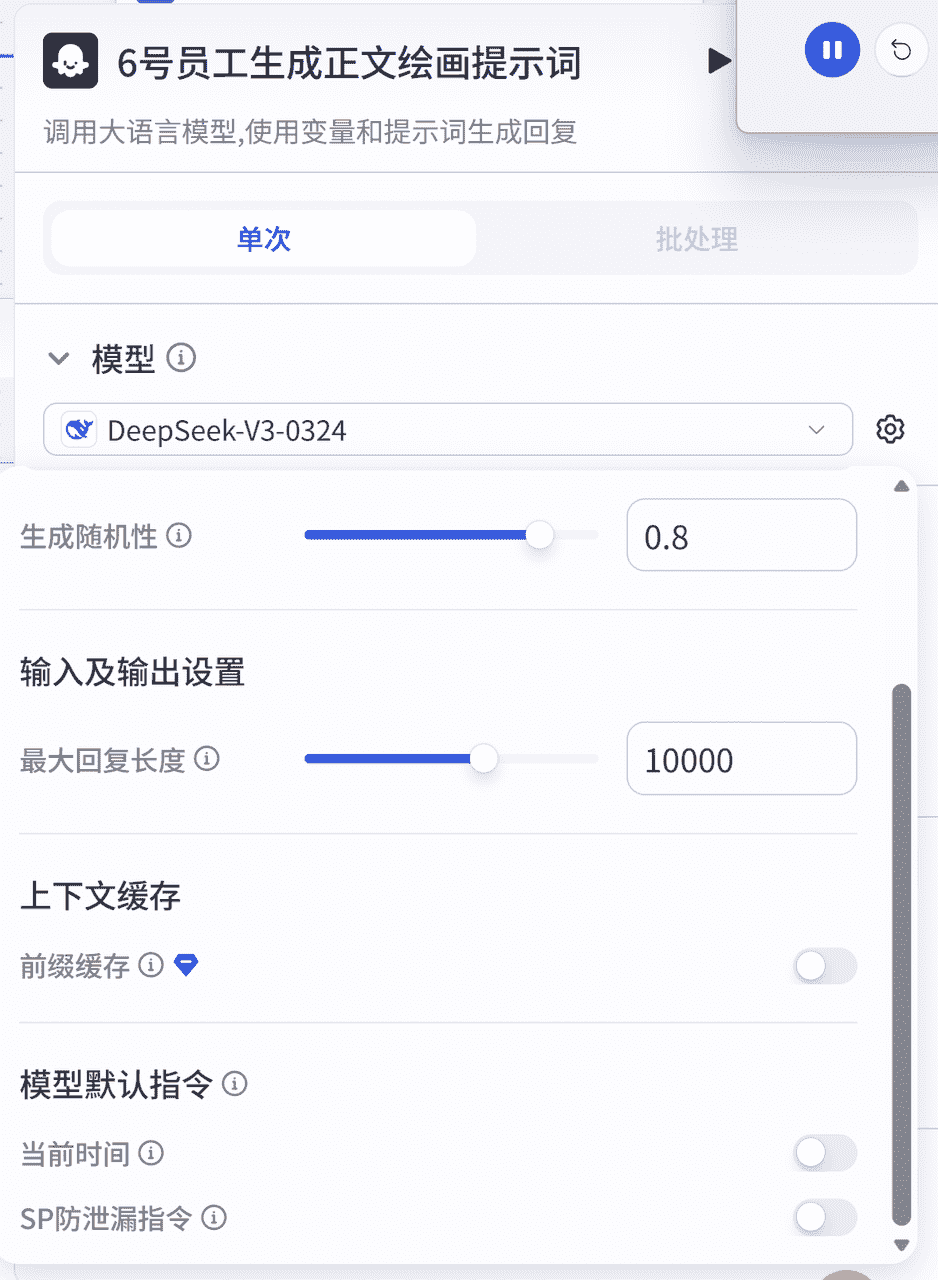 6号员工生成正文绘画提示词
调用大语言模型,使用变量和提示词生成回复
单次
批处理
模型
DeepSeek-V3-0324
生成随机性
0.8
输入及输出设置
最大回复长度
10000
上下文缓存
前缀缓存
模型默认指令
当前时间
SP防泄漏指令